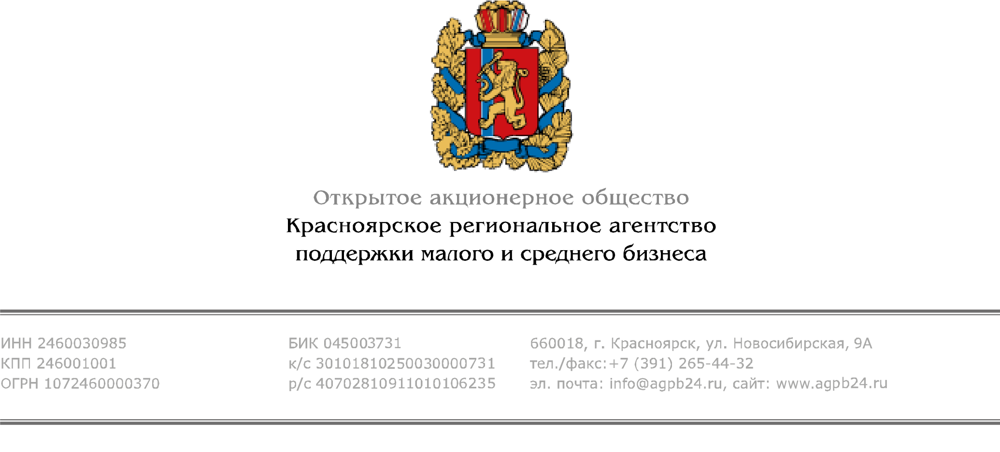 Открытое акционерное общество
Красноярское региональное агентство
поддержки малого и среднего бизнеса
ИНН 2460030985
КПП 246001001
ОГРН 1072460000370
БИК 045003731
к/с 30101810250030000731
р/с 40702810911010106235
660018, г. Красноярск, ул. Новосибирская, 9А
тел./факс:+7 (391) 265-44-32
эл. почта: info@agpb24.ru, сайт: www.agpb24.ru